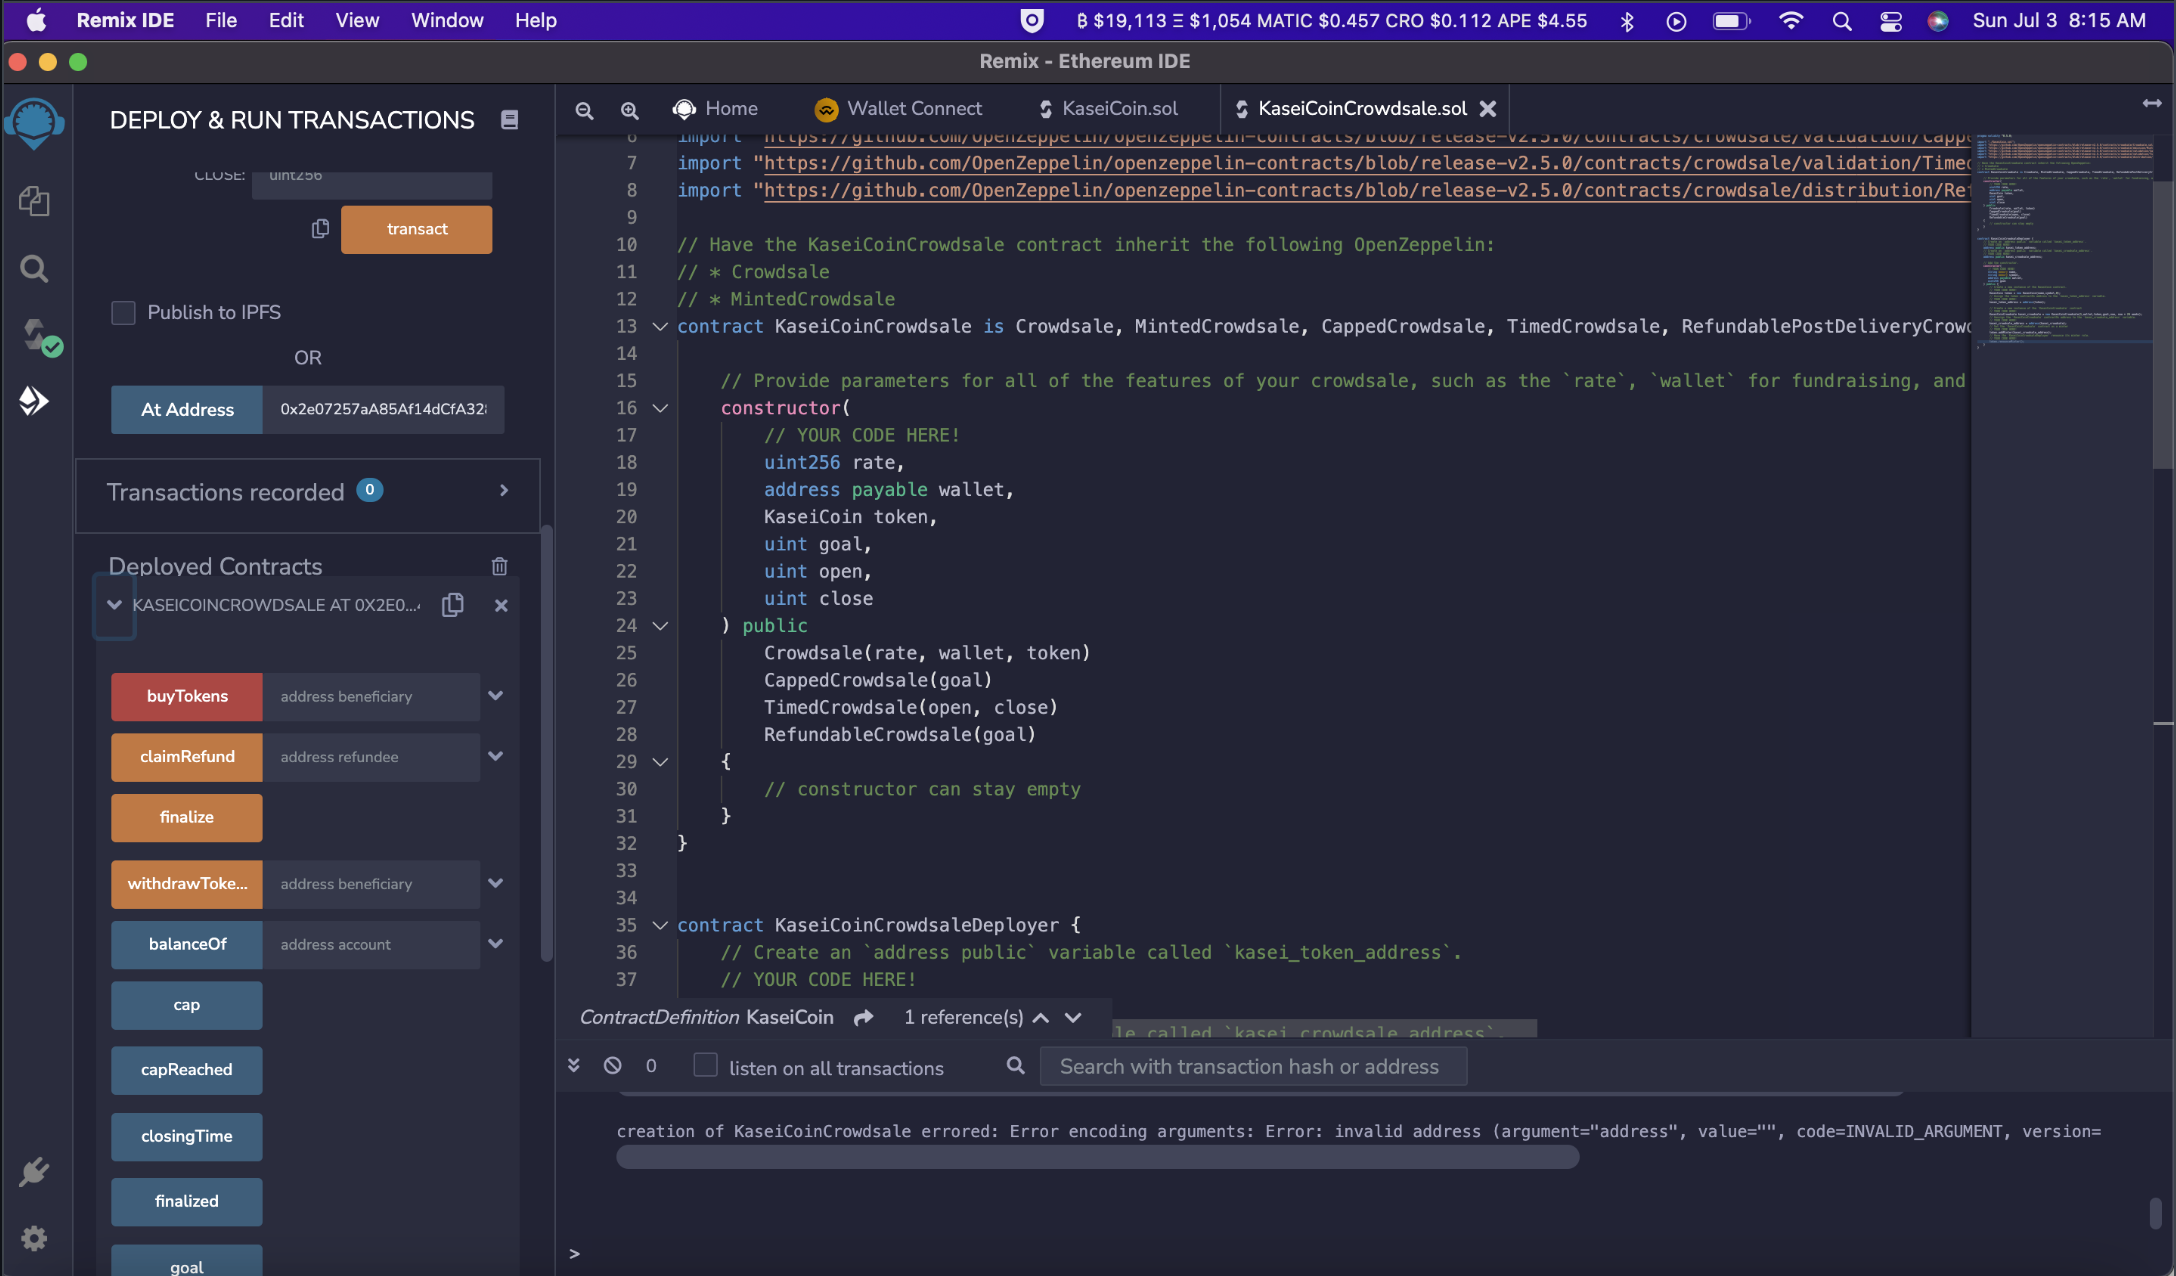 Remix IDE File Edit View Window Help
฿ $19,113 Ξ $1,054 MATIC $0.457 CRO $0.112 APE $4.55
Sun Jul 3 8:15 AM
Remix - Ethereum IDE
DEPLOY & RUN TRANSACTIONS
CLOSE: uint256
transact
Publish to IPFS
OR
At Address 0x2e07257aA85Af14dCfA32
Transactions recorded 0
Deployed Contracts
KASEICOINCROWDSALE AT 0X2E0...
buyTokens address beneficiary
claimRefund address refundee
finalize
withdrawToke... address beneficiary
balanceOf address account
cap
capReached
closingTime
finalized
goal
Home Wallet Connect KaseiCoin.sol KaseiCoinCrowdsale.sol
6 import "https://github.com/OpenZeppelin/openzeppelin-contracts/blob/release-v2.5.0/contracts/crowdsale/validation/Cappe
7 import "https://github.com/OpenZeppelin/openzeppelin-contracts/blob/release-v2.5.0/contracts/crowdsale/validation/Timed
8 import "https://github.com/OpenZeppelin/openzeppelin-contracts/blob/release-v2.5.0/contracts/crowdsale/distribution/Ref
9
10 // Have the KaseiCoinCrowdsale contract inherit the following OpenZeppelin:
11 // * Crowdsale
12 // * MintedCrowdsale
13 contract KaseiCoinCrowdsale is Crowdsale, MintedCrowdsale, CappedCrowdsale, TimedCrowdsale, RefundablePostDeliveryCrowd
14
15 // Provide parameters for all of the features of your crowdsale, such as the `rate`, `wallet` for fundraising, and
16 constructor(
17 // YOUR CODE HERE!
18 uint256 rate,
19 address payable wallet,
20 KaseiCoin token,
21 uint goal,
22 uint open,
23 uint close
24 ) public
25 Crowdsale(rate, wallet, token)
26 CappedCrowdsale(goal)
27 TimedCrowdsale(open, close)
28 RefundableCrowdsale(goal)
29 {
30 // constructor can stay empty
31 }
32 }
33
34
35 contract KaseiCoinCrowdsaleDeployer {
36 // Create an `address public` variable called `kasei_token_address`.
37 // YOUR CODE HERE!
ContractDefinition KaseiCoin 1 reference(s)
le called `kasei_crowdsale_address`.
0 listen on all transactions Search with transaction hash or address
creation of KaseiCoinCrowdsale errored: Error encoding arguments: Error: invalid address (argument="address", value="", code=INVALID_ARGUMENT, version=
>